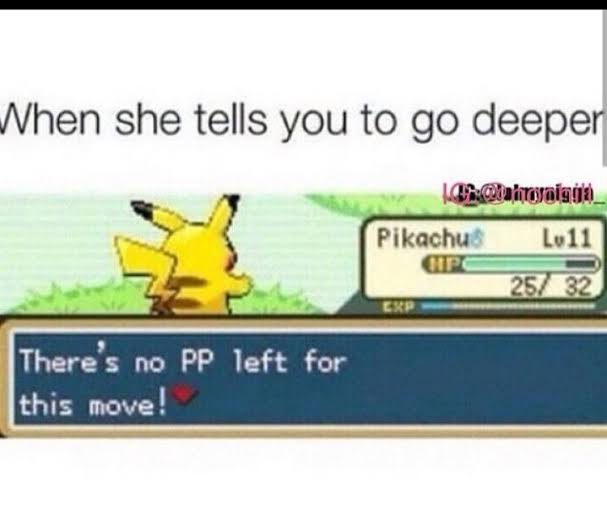 When she tells you to go deeper
Pikachu♂ Lv11
HP
25/ 32
EXP
There's no PP left for
this move!